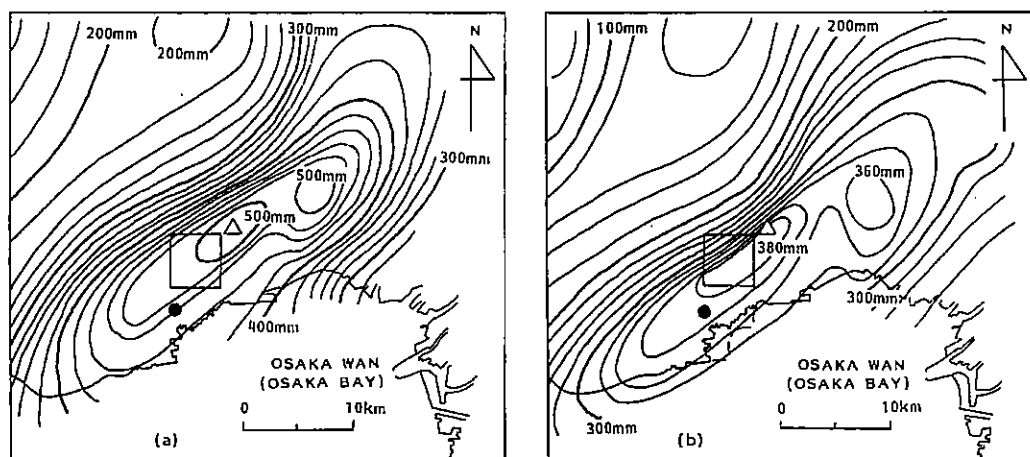 200mm
200mm
300mm
N
300mm
500mm
500mm
400mm
OSAKA WAN
(OSAKA BAY)
0
10km
(a)
100mm
200mm
N
360mm
380mm
300mm
OSAKA WAN
(OSAKA BAY)
0
10km
300mm
(b)